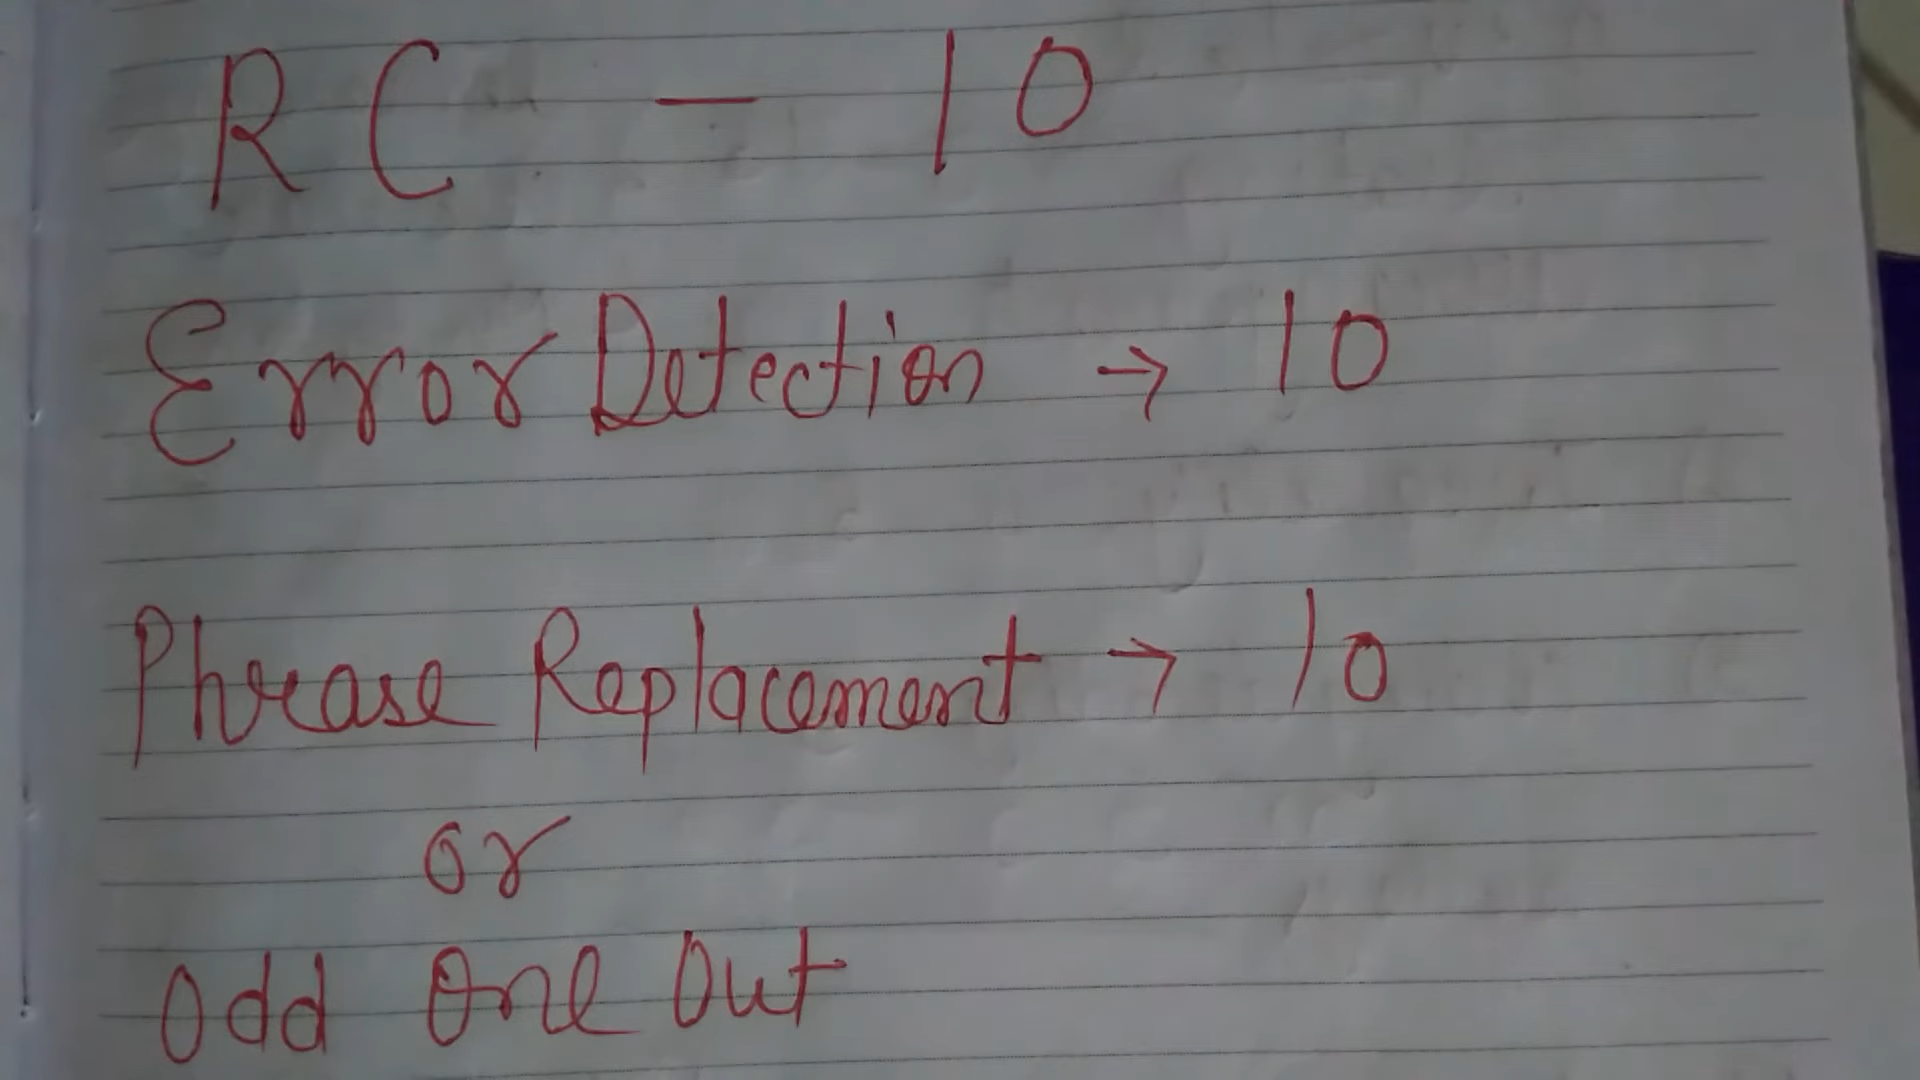 RC - 10
Error Detection → 10
Phrase Replacement → 10
or
Odd One Out